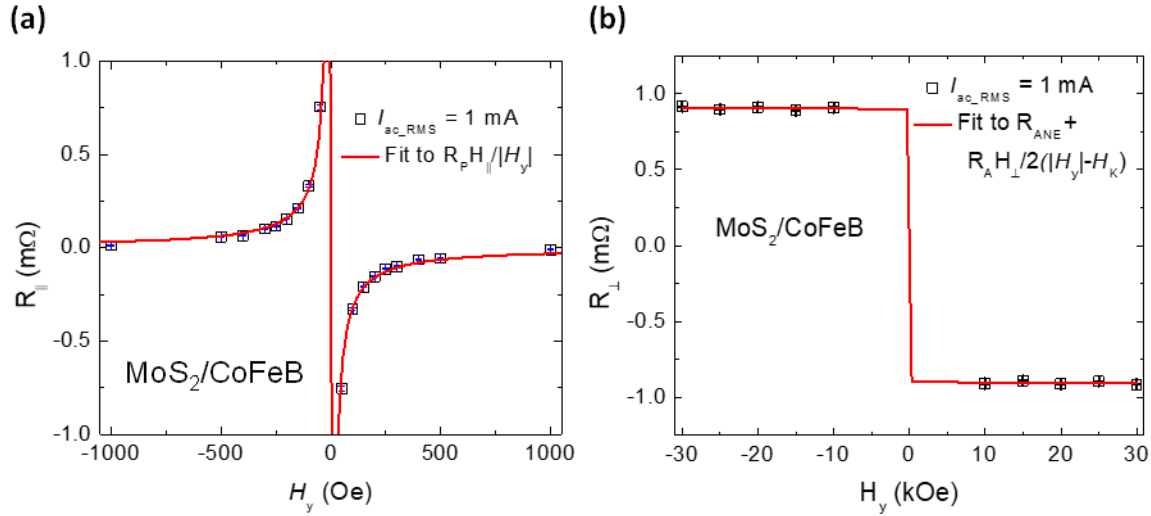 (a)
1.0
0.5
0.0
-0.5
-1.0
R∥ (mΩ)
I_ac_RMS = 1 mA
Fit to R_PH_∥/|H_y|
MoS₂/CoFeB
-1000
-500
0
500
1000
H_y (Oe)
(b)
1.0
0.5
0.0
-0.5
-1.0
R⊥ (mΩ)
I_ac_RMS = 1 mA
Fit to R_ANE +
R_AH_⊥/2(|H_y|-H_K)
MoS₂/CoFeB
-30
-20
-10
0
10
20
30
H_y (kOe)